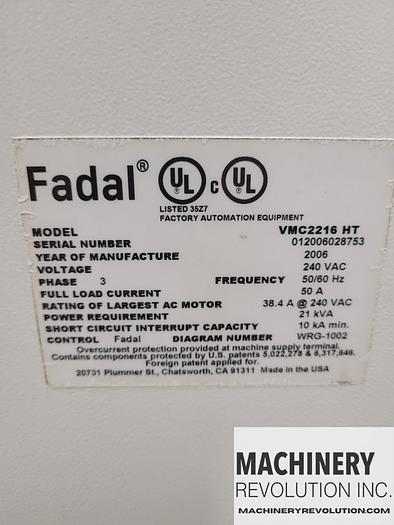 Fadal® UL c UL
LISTED 35Z7
FACTORY AUTOMATION EQUIPMENT
MODEL VMC2216 HT
SERIAL NUMBER 012006028753
YEAR OF MANUFACTURE 2006
VOLTAGE 240 VAC
PHASE 3 FREQUENCY 50/60 Hz
FULL LOAD CURRENT 50 A
RATING OF LARGEST AC MOTOR 38.4 A @ 240 VAC
POWER REQUIREMENT 21 kVA
SHORT CIRCUIT INTERRUPT CAPACITY 10 kA min.
CONTROL Fadal DIAGRAM NUMBER WRG-1002
Overcurrent protection provided at machine supply terminal.
Contains components protected by U.S. patents 5,022,278 & 6,317,646.
Foreign patent applied for.
20701 Plummer St., Chatsworth, CA 91311 Made in the USA
MACHINERY
REVOLUTION INC.
MACHINERYREVOLUTION.COM